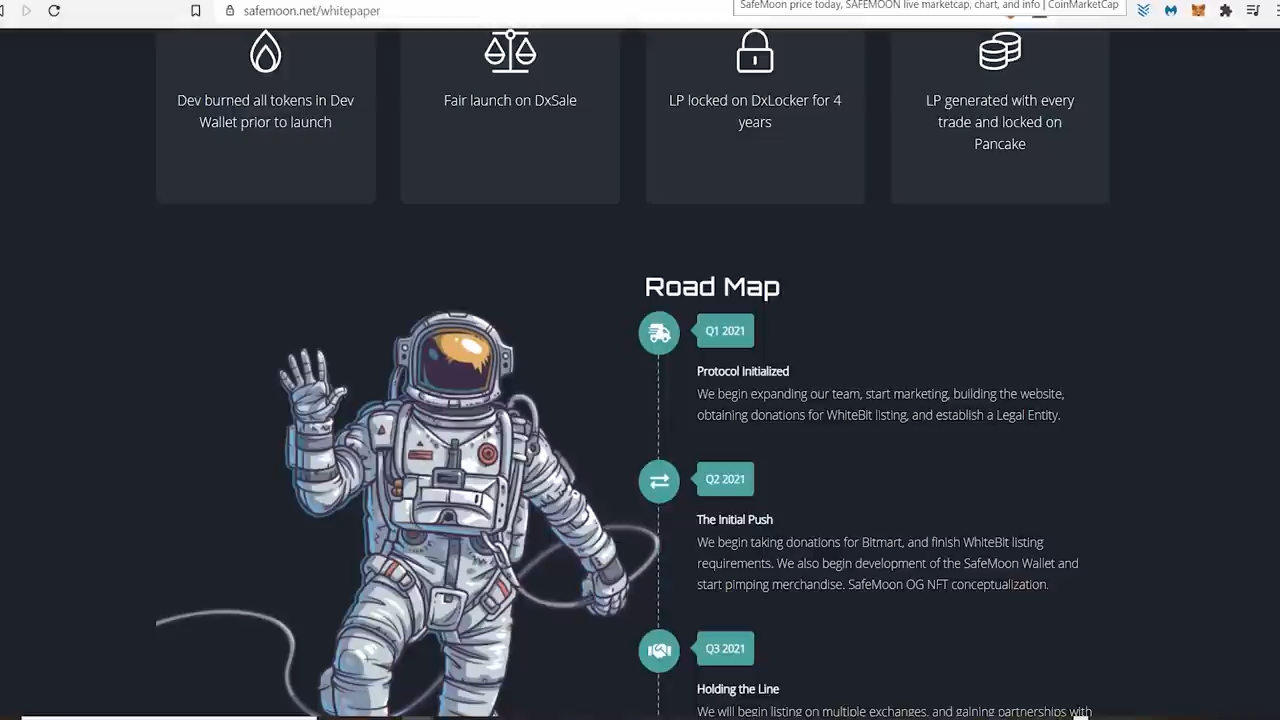 safemoon.net/whitepaper
SafeMoon price today, SAFEMOON live marketcap, chart, and info | CoinMarketCap
Dev burned all tokens in Dev
Wallet prior to launch
Fair launch on DxSale
LP locked on DxLocker for 4
years
LP generated with every
trade and locked on
Pancake
Road Map
Q1 2021
Protocol Initialized
We begin expanding our team, start marketing, building the website,
obtaining donations for WhiteBit listing, and establish a Legal Entity.
Q2 2021
The Initial Push
We begin taking donations for Bitmart, and finish WhiteBit listing
requirements. We also begin development of the SafeMoon Wallet and
start pimping merchandise. SafeMoon OG NFT conceptualization.
Q3 2021
Holding the Line
We will begin listing on multiple exchanges, and gaining partnerships with